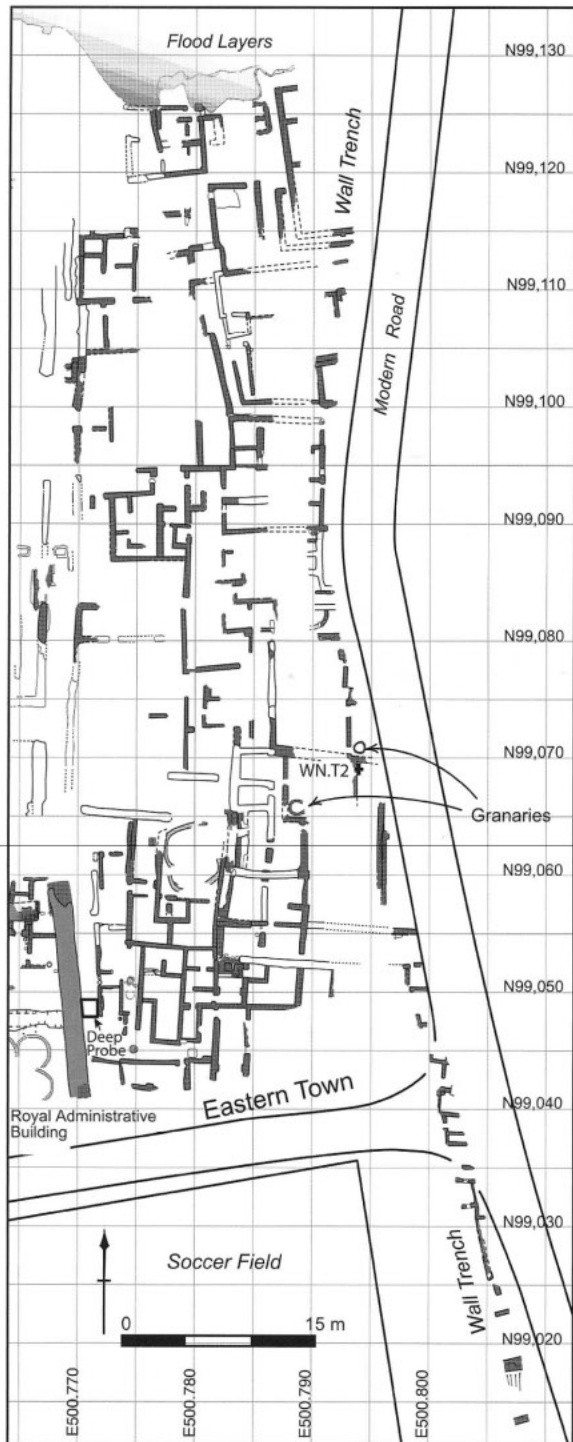 Flood Layers
N99,130
Wall Trench
N99,120
N99,110
Modern Road
N99,100
N99,090
N99,080
N99,070
WN.T2
Granaries
N99,060
N99,050
Deep
Probe
Eastern Town
N99,040
Royal Administrative
Building
N99,030
Soccer Field
Wall Trench
0 15 m
N99,020
E500.770
E500.780
E500.790
E500.800